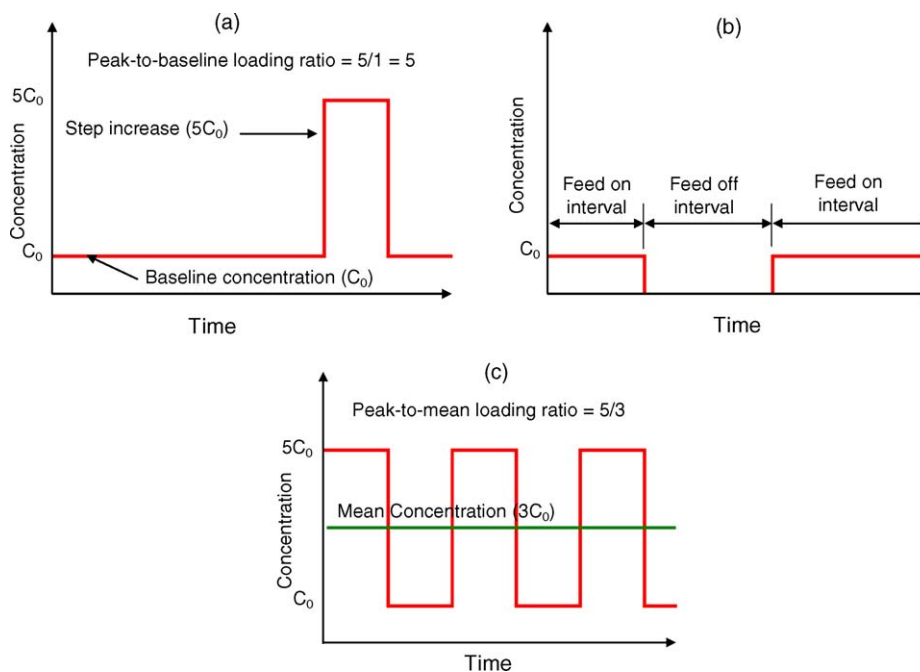 (a)
Peak-to-baseline loading ratio = 5/1 = 5
5C₀
Step increase (5C₀)
Concentration
C₀
Baseline concentration (C₀)
Time
(b)
Concentration
Feed on
interval
Feed off
interval
Feed on
interval
C₀
Time
(c)
Peak-to-mean loading ratio = 5/3
5C₀
Mean Concentration (3C₀)
Concentration
C₀
Time